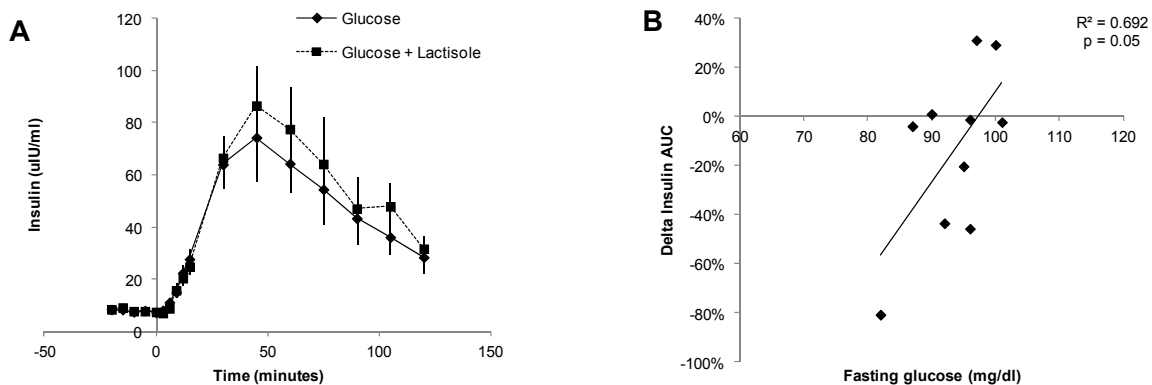 A
Glucose
Glucose + Lactisole
120
100
80
60
40
20
0
-50
0
50
100
150
Insulin (uIU/ml)
Time (minutes)
B
R² = 0.692
p = 0.05
40%
20%
0%
-20%
-40%
-60%
-80%
-100%
60
70
80
90
100
110
120
Delta Insulin AUC
Fasting glucose (mg/dl)